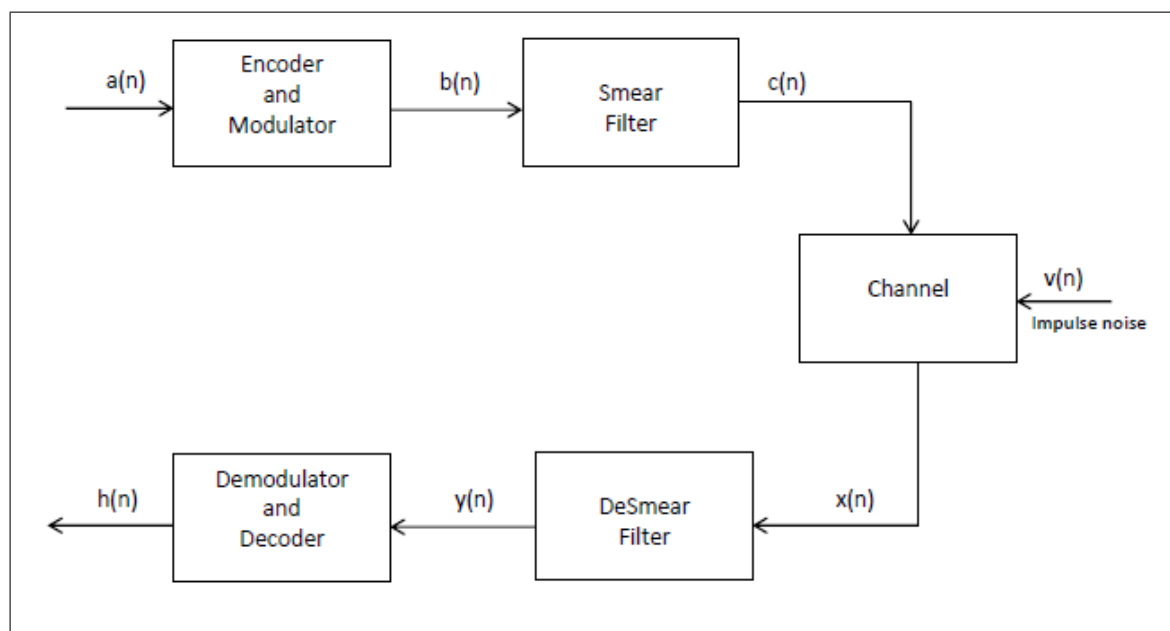 a(n)
Encoder
and
Modulator
b(n)
Smear
Filter
c(n)
Channel
v(n)
Impulse noise
h(n)
Demodulator
and
Decoder
y(n)
DeSmear
Filter
x(n)